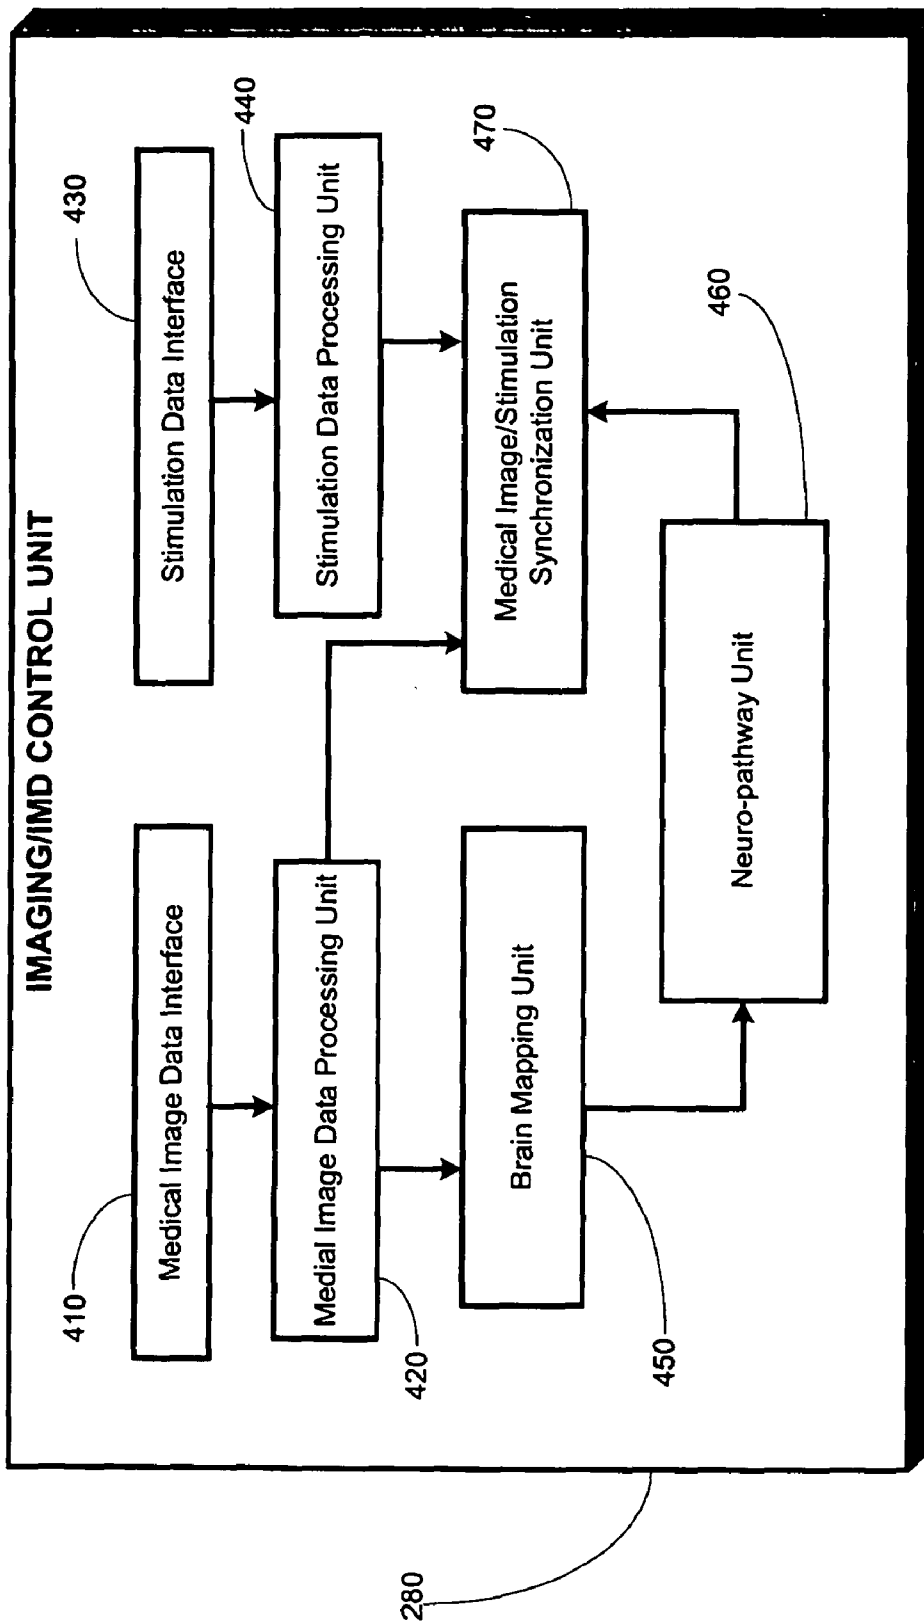 IMAGING/IMD CONTROL UNIT
410
Medical Image Data Interface
430
Stimulation Data Interface
420
Medial Image Data Processing Unit
440
Stimulation Data Processing Unit
450
Brain Mapping Unit
470
Medical Image/Stimulation
Synchronization Unit
460
Neuro-pathway Unit
280